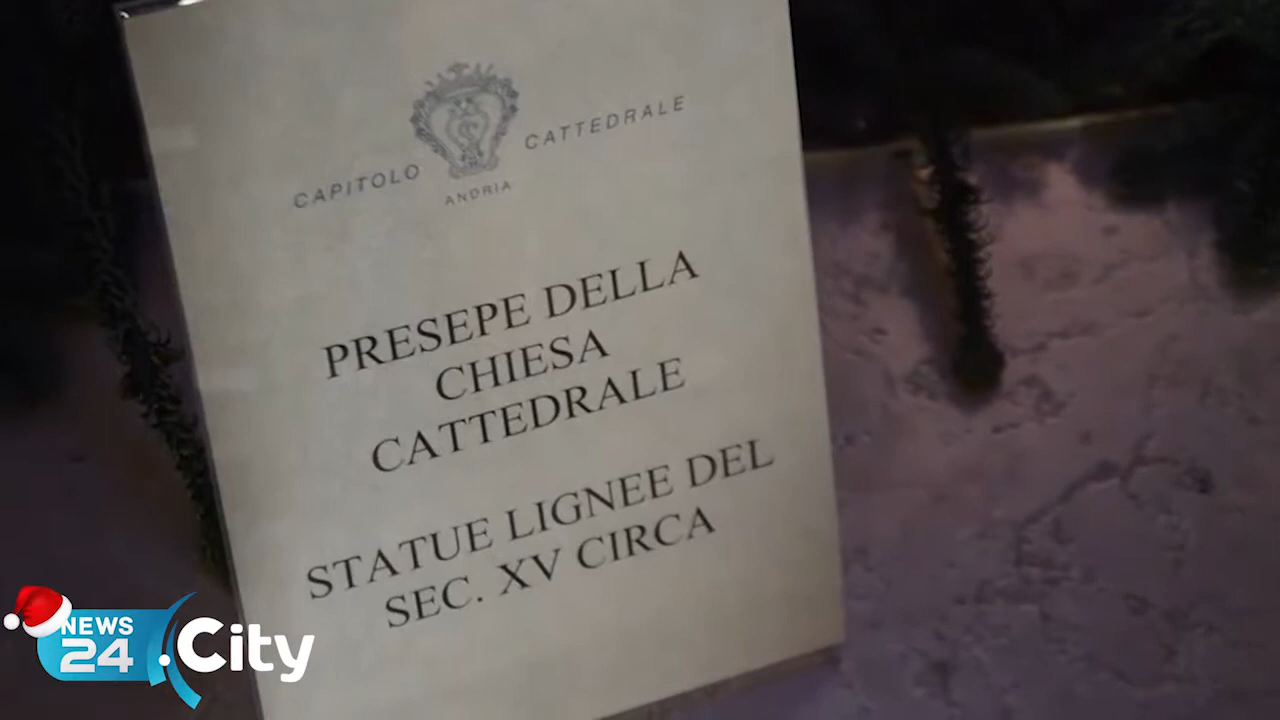 CAPITOLO CATTEDRALE
ANDRIA
PRESEPE DELLA
CHIESA
CATTEDRALE
STATUE LIGNEE DEL
SEC. XV CIRCA
NEWS
24 .City